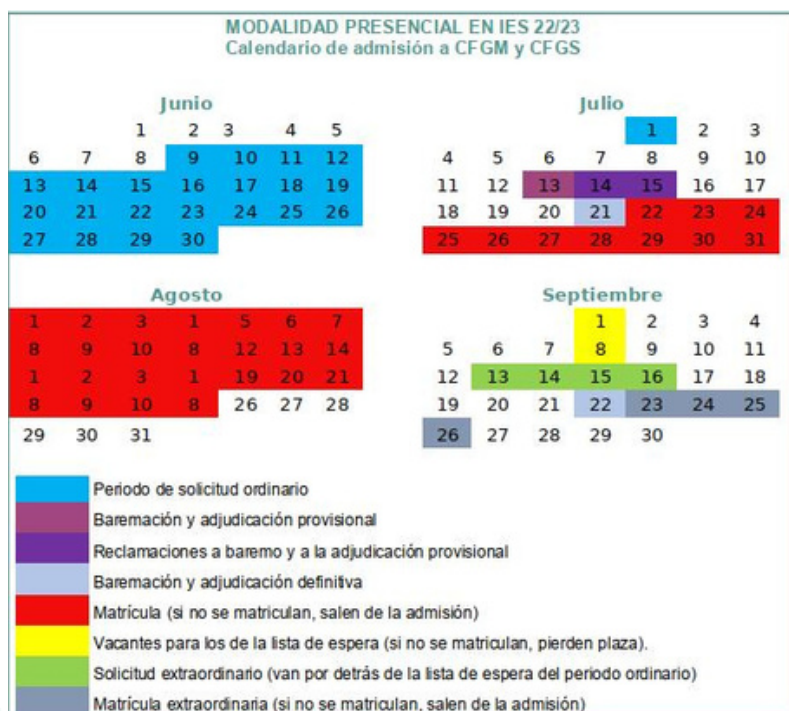 MODALIDAD PRESENCIAL EN IES 22/23
Calendario de admisión a CFGM y CFGS
Junio
1 2 3 4 5
6 7 8 9 10 11 12
13 14 15 16 17 18 19
20 21 22 23 24 25 26
27 28 29 30
Julio
1 2 3
4 5 6 7 8 9 10
11 12 13 14 15 16 17
18 19 20 21 22 23 24
25 26 27 28 29 30 31
Agosto
1 2 3 1 5 6 7
8 9 10 8 12 13 14
1 2 3 1 19 20 21
8 9 10 8 26 27 28
29 30 31
Septiembre
1 2 3 4
5 6 7 8 9 10 11
12 13 14 15 16 17 18
19 20 21 22 23 24 25
26 27 28 29 30
Periodo de solicitud ordinario
Baremación y adjudicación provisional
Reclamaciones a baremo y a la adjudicación provisional
Baremación y adjudicación definitiva
Matrícula (si no se matriculan, salen de la admisión)
Vacantes para los de la lista de espera (si no se matriculan, pierden plaza).
Solicitud extraordinario (van por detrás de la lista de espera del periodo ordinario)
Matrícula extraordinaria (si no se matriculan, salen de la admisión)